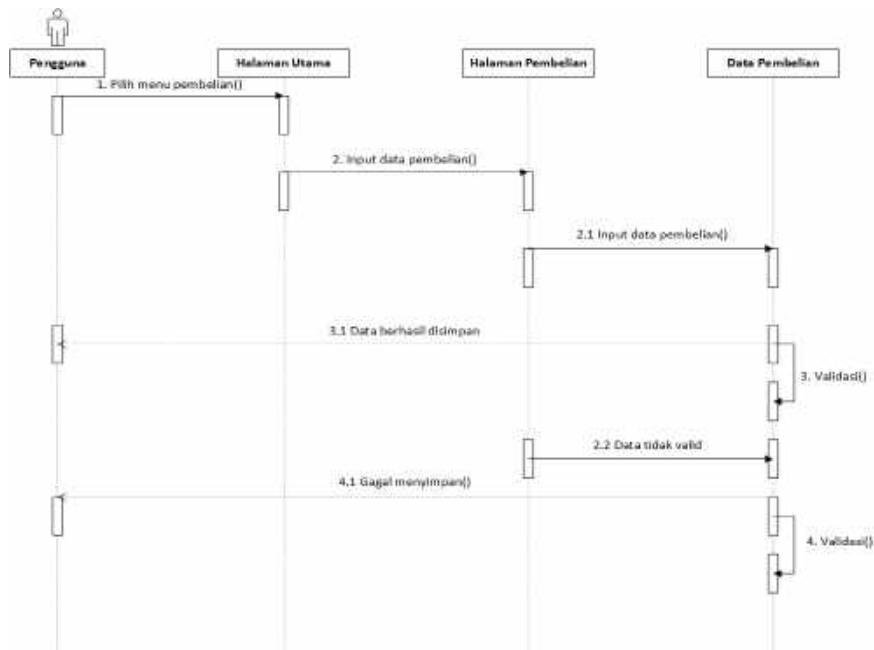 Pengguna
Halaman Utama
Halaman Pembelian
Data Pembelian
1. Pilih menu pembelian()
2. Input data pembelian()
2.1 Input data pembelian()
3.1 Data berhasil disimpan
3. Validasi()
2.2 Data tidak valid
4.1 Gagal menyimpan()
4. Validasi()